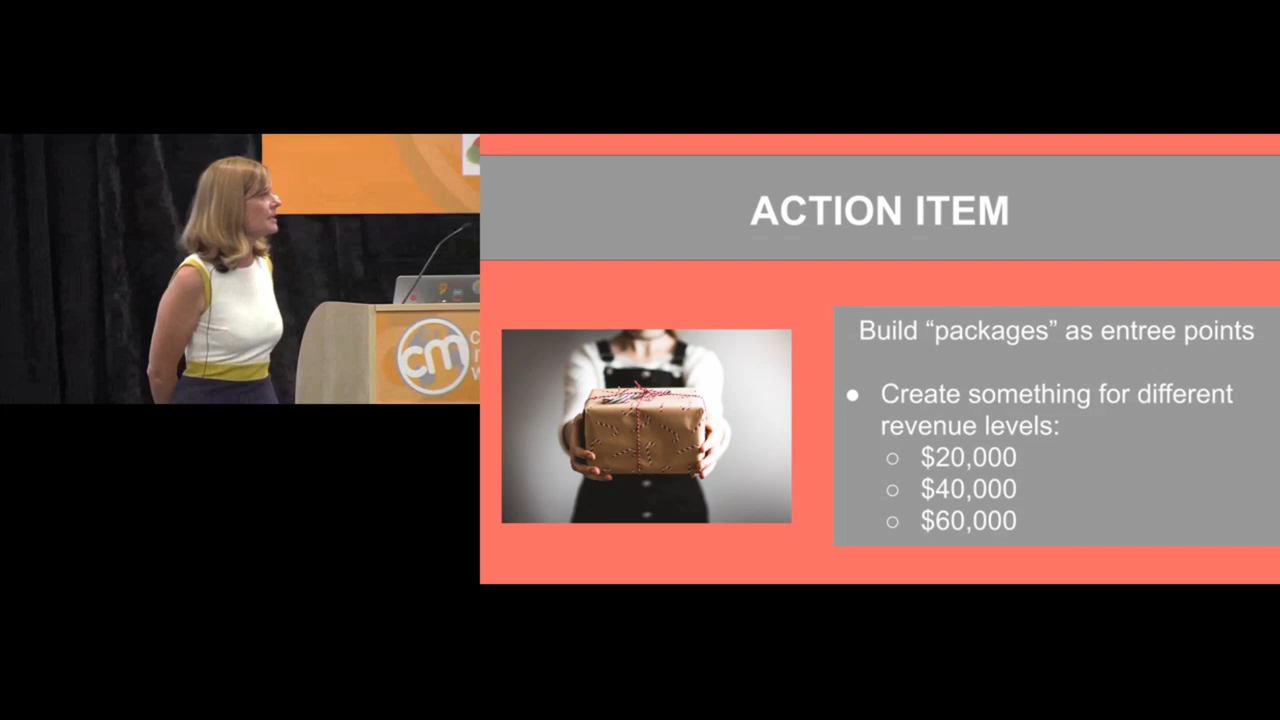 ACTION ITEM
Build “packages” as entree points
● Create something for different
revenue levels:
○ $20,000
○ $40,000
○ $60,000
cm